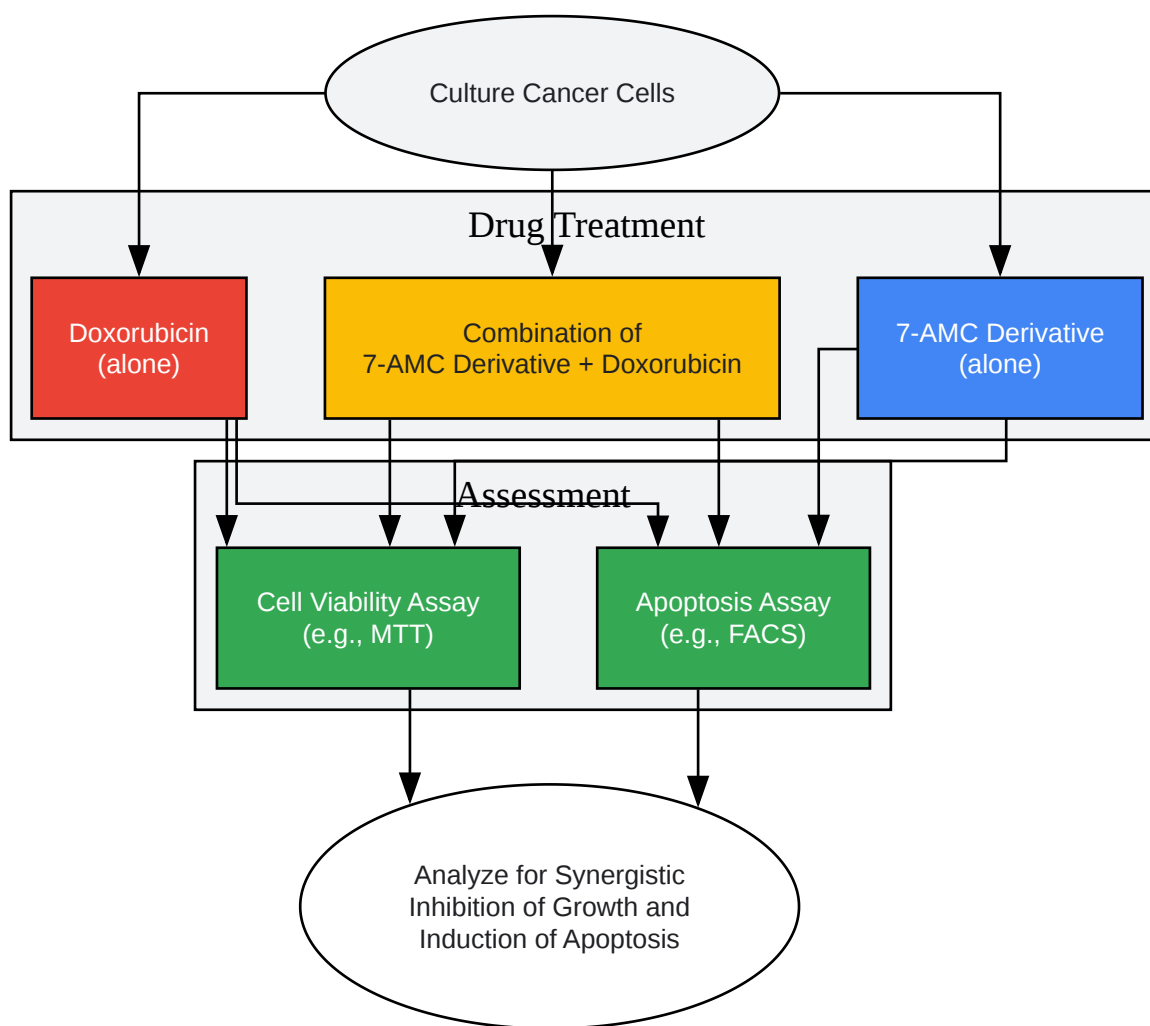 Culture Cancer Cells
Drug Treatment
Doxorubicin
(alone)
Combination of
7-AMC Derivative + Doxorubicin
7-AMC Derivative
(alone)
Assessment
Cell Viability Assay
(e.g., MTT)
Apoptosis Assay
(e.g., FACS)
Analyze for Synergistic
Inhibition of Growth and
Induction of Apoptosis